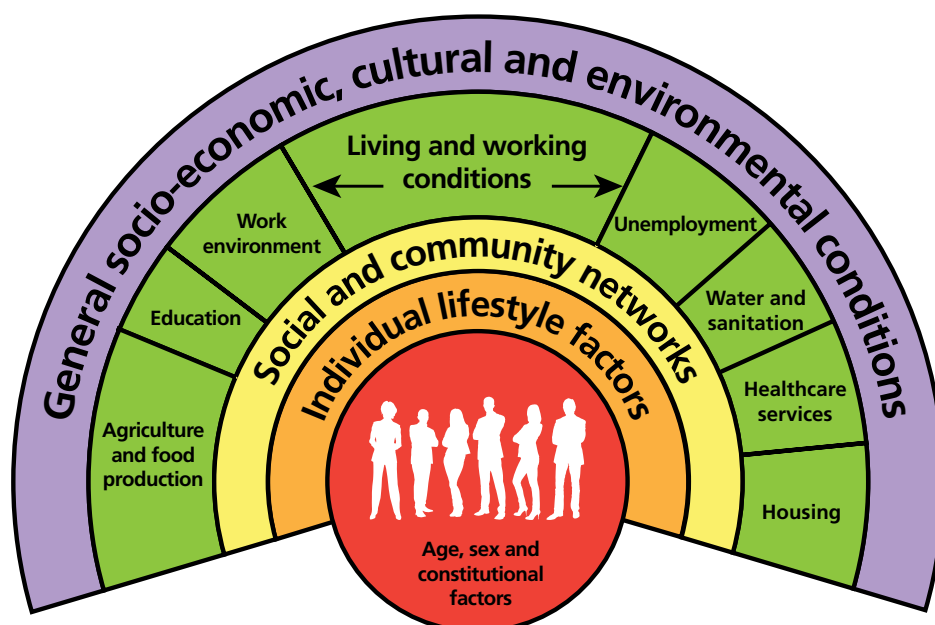 General socio-economic, cultural and environmental conditions
Living and working
conditions
Work
environment
Unemployment
Education
Water and
sanitation
Agriculture
and food
production
Healthcare
services
Housing
Social and community networks
Individual lifestyle factors
Age, sex and
constitutional
factors